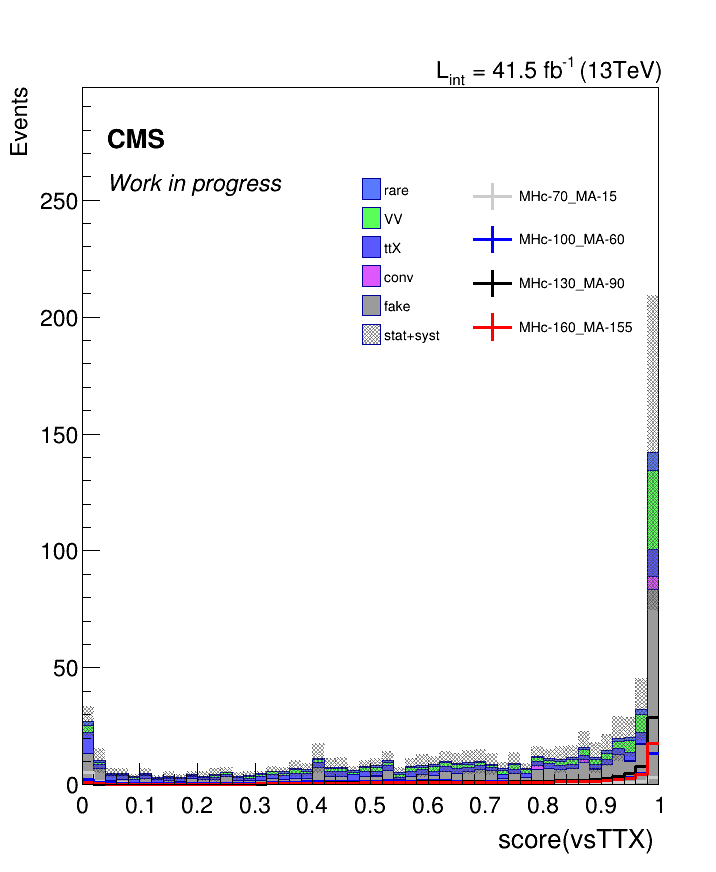 L_int = 41.5 fb^-1 (13TeV)
Events
CMS
Work in progress
rare
VV
ttX
conv
fake
stat+syst
MHc-70_MA-15
MHc-100_MA-60
MHc-130_MA-90
MHc-160_MA-155
250
200
150
100
50
0
0 0.1 0.2 0.3 0.4 0.5 0.6 0.7 0.8 0.9 1
score(vsTTX)